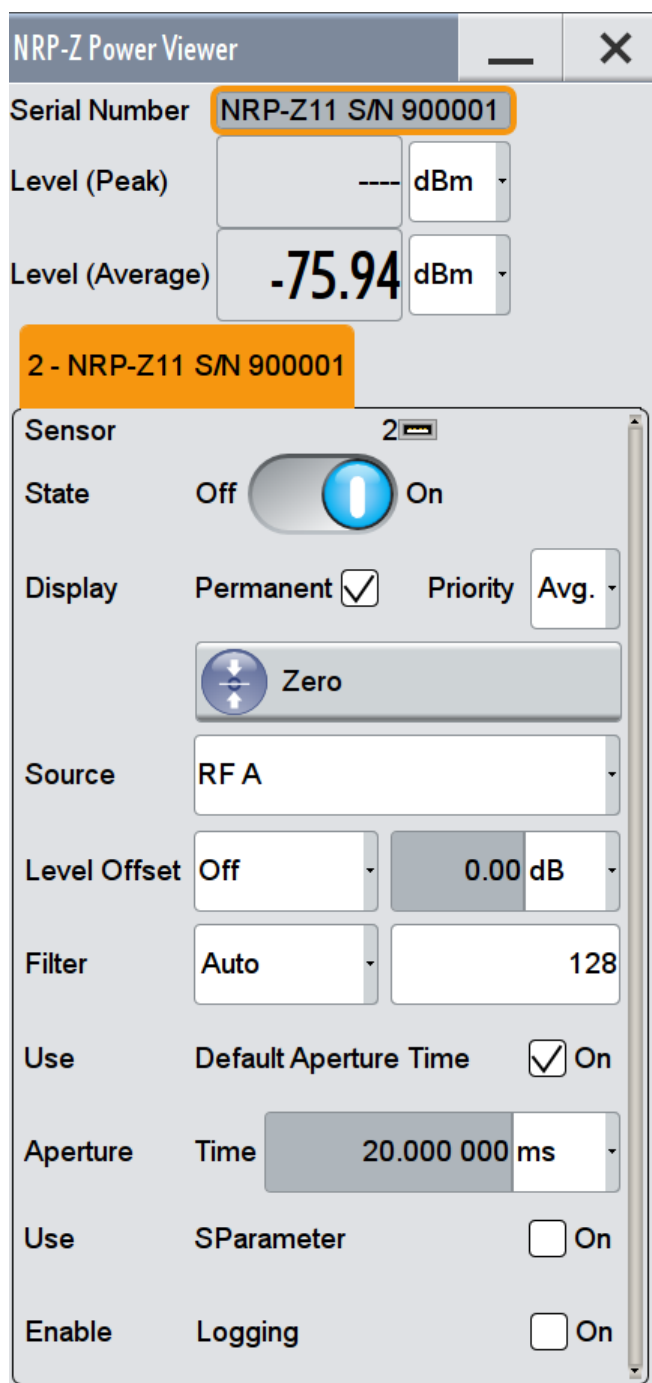 NRP-Z Power Viewer
Serial Number NRP-Z11 S/N 900001
Level (Peak) ---- dBm
Level (Average) -75.94 dBm
2 - NRP-Z11 S/N 900001
Sensor 2
State Off On
Display Permanent Priority Avg.
Zero
Source RF A
Level Offset Off 0.00 dB
Filter Auto 128
Use Default Aperture Time On
Aperture Time 20.000 000 ms
Use SParameter On
Enable Logging On